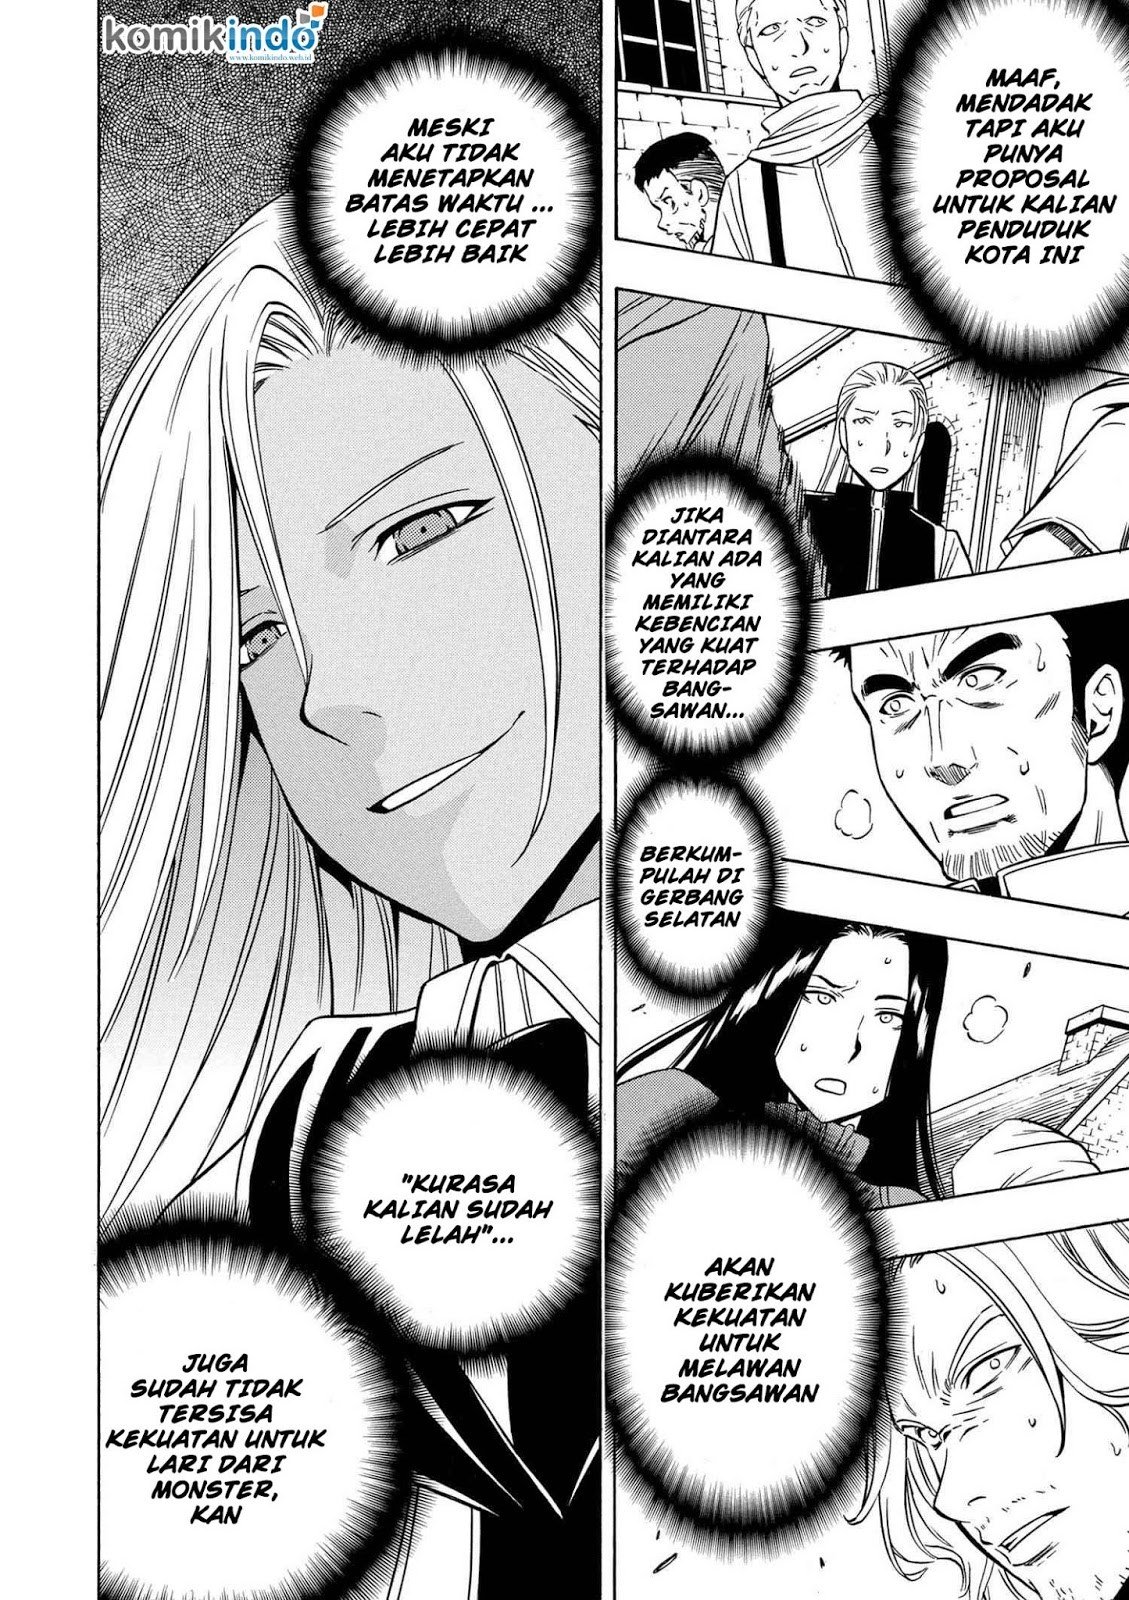 komikindo
www.komikindo.web.id
MAAF,
MENDADAK
TAPI AKU
PUNYA
PROPOSAL
UNTUK KALIAN
PENDUDUK
KOTA INI
JIKA
DIANTARA
KALIAN ADA
YANG
MEMILIKI
KEBENCIAN
YANG KUAT
TERHADAP
BANG-
SAWAN...
BERKUM-
PULAH DI
GERBANG
SELATAN
AKAN
KUBERIKAN
KEKUATAN
UNTUK
MELAWAN
BANGSAWAN
MESKI
AKU TIDAK
MENETAPKAN
BATAS WAKTU ...
LEBIH CEPAT
LEBIH BAIK
"KURASA
KALIAN SUDAH
LELAH"...
JUGA
SUDAH TIDAK
TERSISA
KEKUATAN UNTUK
LARI DARI
MONSTER,
KAN